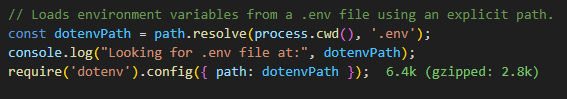 // Loads environment variables from a .env file using an explicit path.
const dotenvPath = path.resolve(process.cwd(), '.env');
console.log("Looking for .env file at:", dotenvPath);
require('dotenv').config({ path: dotenvPath });  6.4k (gzipped: 2.8k)